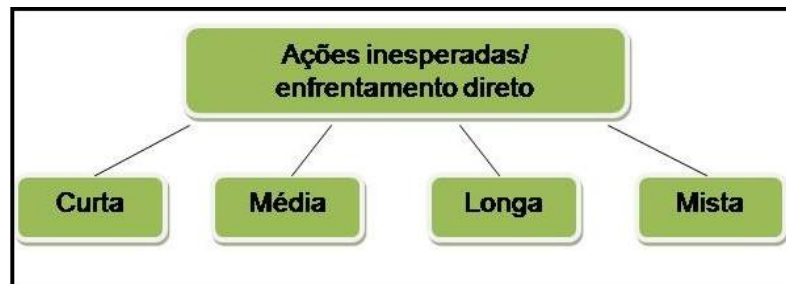 Ações inesperadas/
enfrentamento direto
Curta
Média
Longa
Mista